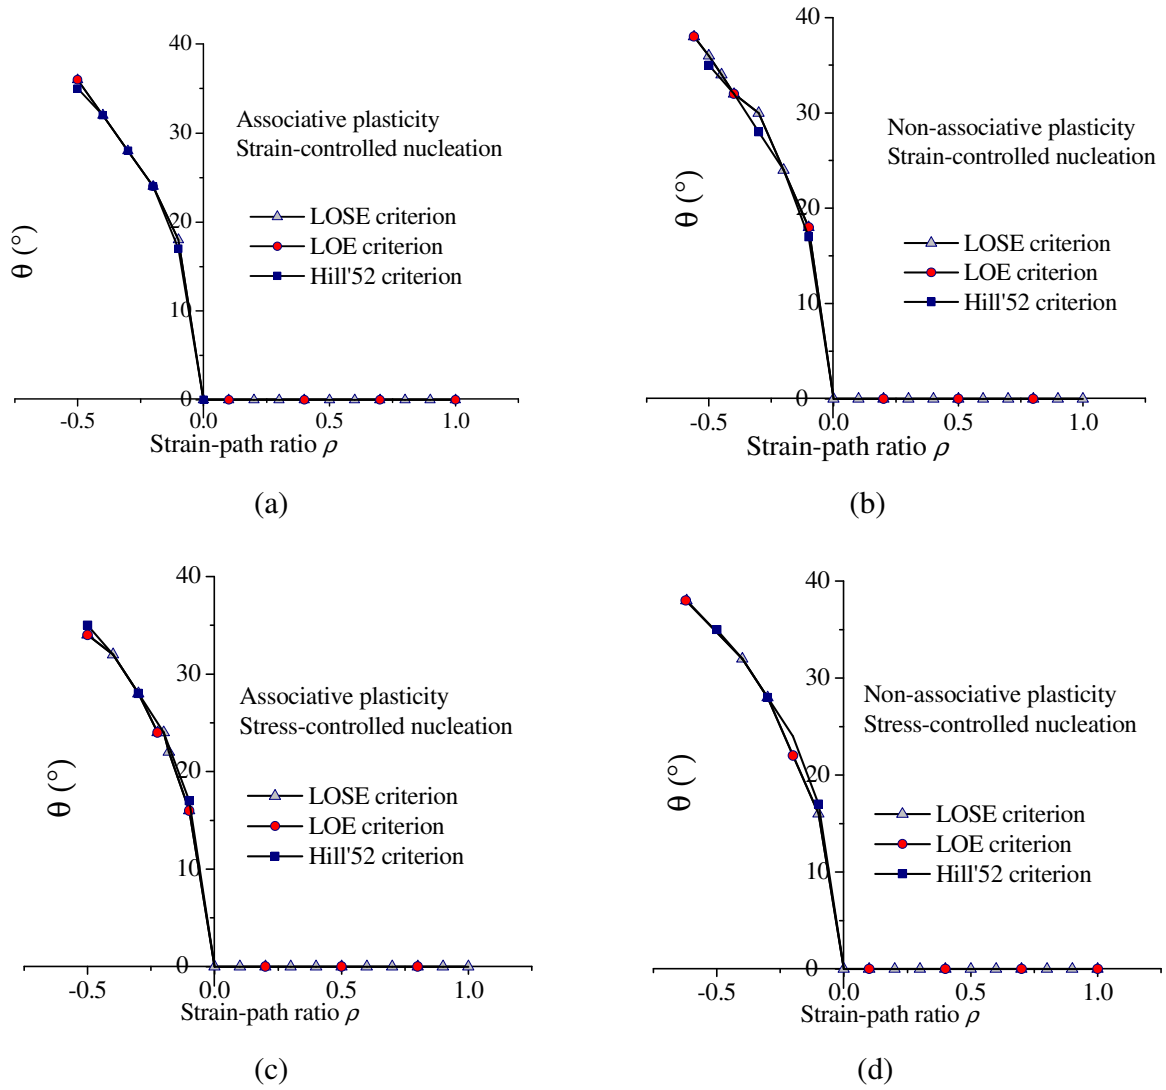 40
30
20
10
0
θ (°)
Associative plasticity
Strain-controlled nucleation
LOSE criterion
LOE criterion
Hill'52 criterion
-0.5 0.0 0.5 1.0
Strain-path ratio ρ
(a)
40
30
20
10
0
θ (°)
Non-associative plasticity
Strain-controlled nucleation
LOSE criterion
LOE criterion
Hill'52 criterion
-0.5 0.0 0.5 1.0
Strain-path ratio ρ
(b)
40
30
20
10
0
θ (°)
Associative plasticity
Stress-controlled nucleation
LOSE criterion
LOE criterion
Hill'52 criterion
-0.5 0.0 0.5 1.0
Strain-path ratio ρ
(c)
40
30
20
10
0
θ (°)
Non-associative plasticity
Stress-controlled nucleation
LOSE criterion
LOE criterion
Hill'52 criterion
-0.5 0.0 0.5 1.0
Strain-path ratio ρ
(d)